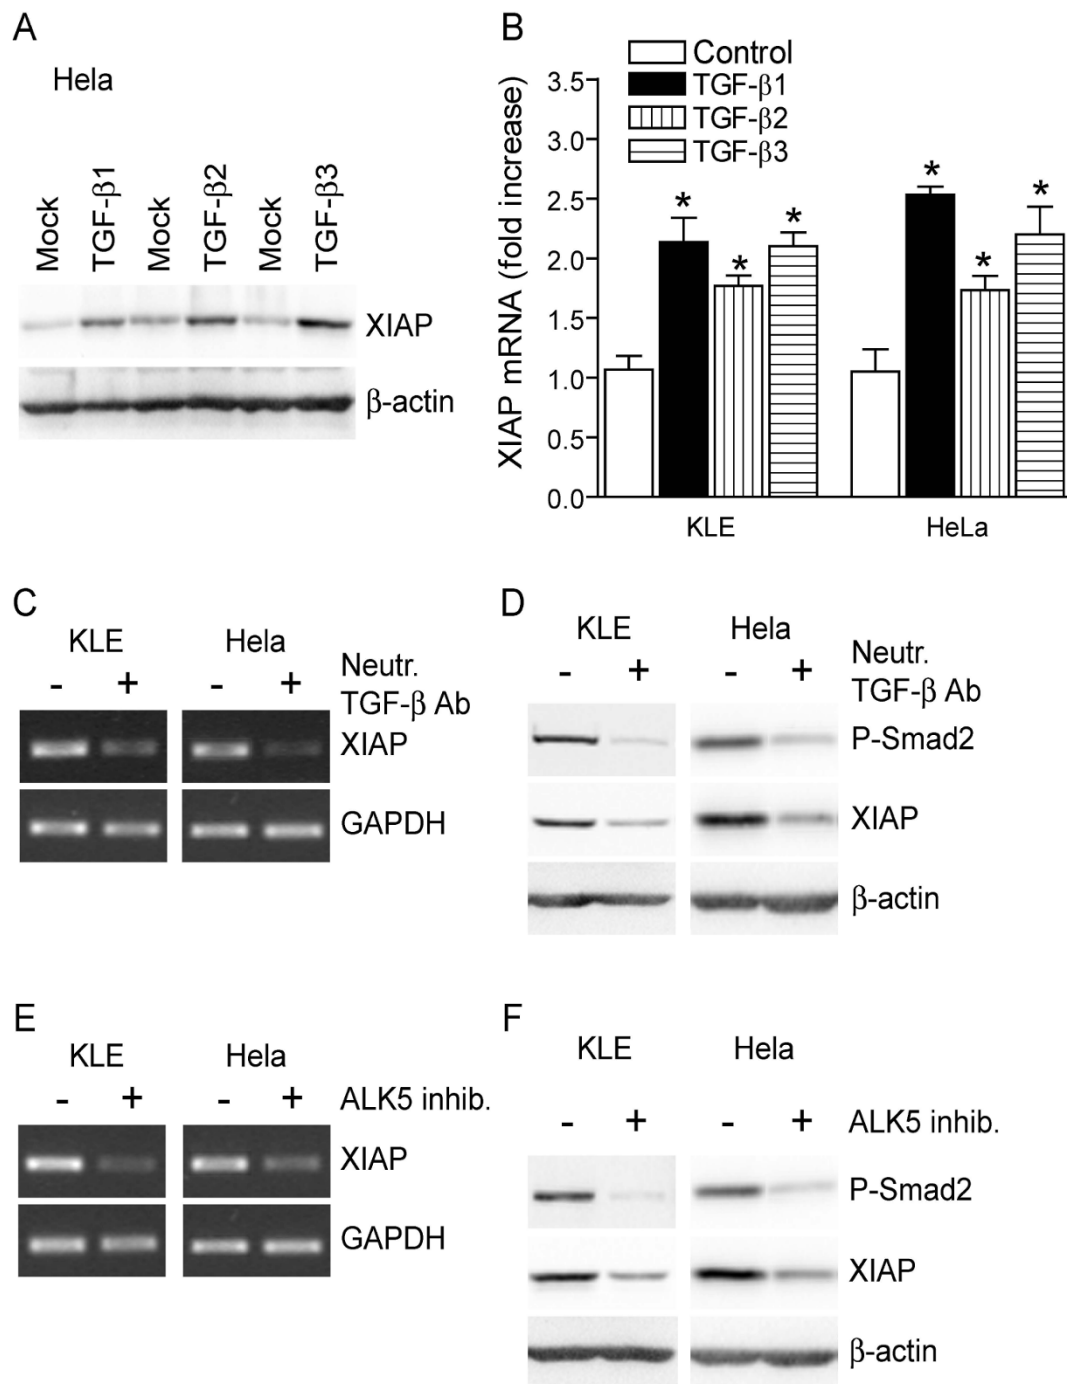 A
Hela
Mock
TGF-β1
Mock
TGF-β2
Mock
TGF-β3
XIAP
β-actin
B
Control
TGF-β1
TGF-β2
TGF-β3
XIAP mRNA (fold increase)
3.5
3.0
2.5
2.0
1.5
1.0
0.5
0.0
* * * * * *
KLE HeLa
C
KLE Hela
- + - + Neutr.
TGF-β Ab
XIAP
GAPDH
D
KLE Hela
- + - + Neutr.
TGF-β Ab
P-Smad2
XIAP
β-actin
E
KLE Hela
- + - + ALK5 inhib.
XIAP
GAPDH
F
KLE Hela
- + - + ALK5 inhib.
P-Smad2
XIAP
β-actin